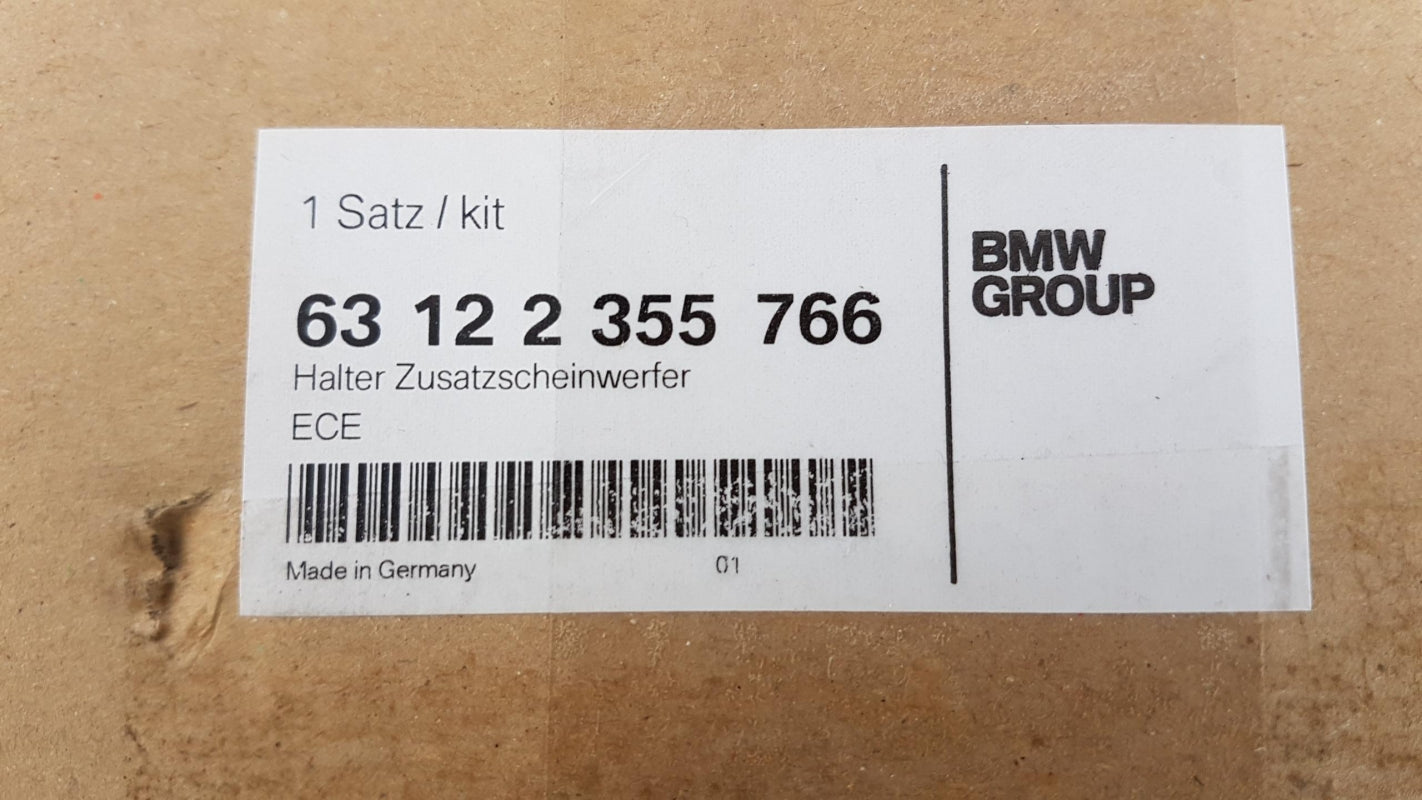 1 Satz / kit
63 12 2 355 766
Halter Zusatzscheinwerfer
ECE
Made in Germany 01
BMW
GROUP